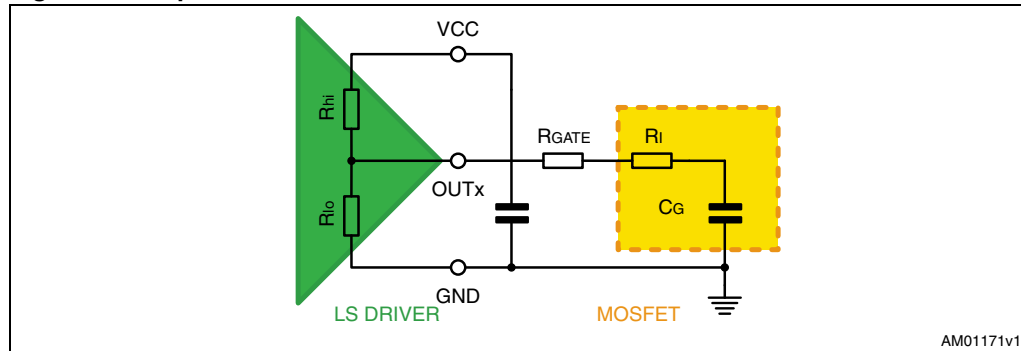 VCC
Rhi
RGATE
RI
OUTx
Rlo
CG
GND
LS DRIVER
MOSFET
AM01171v1